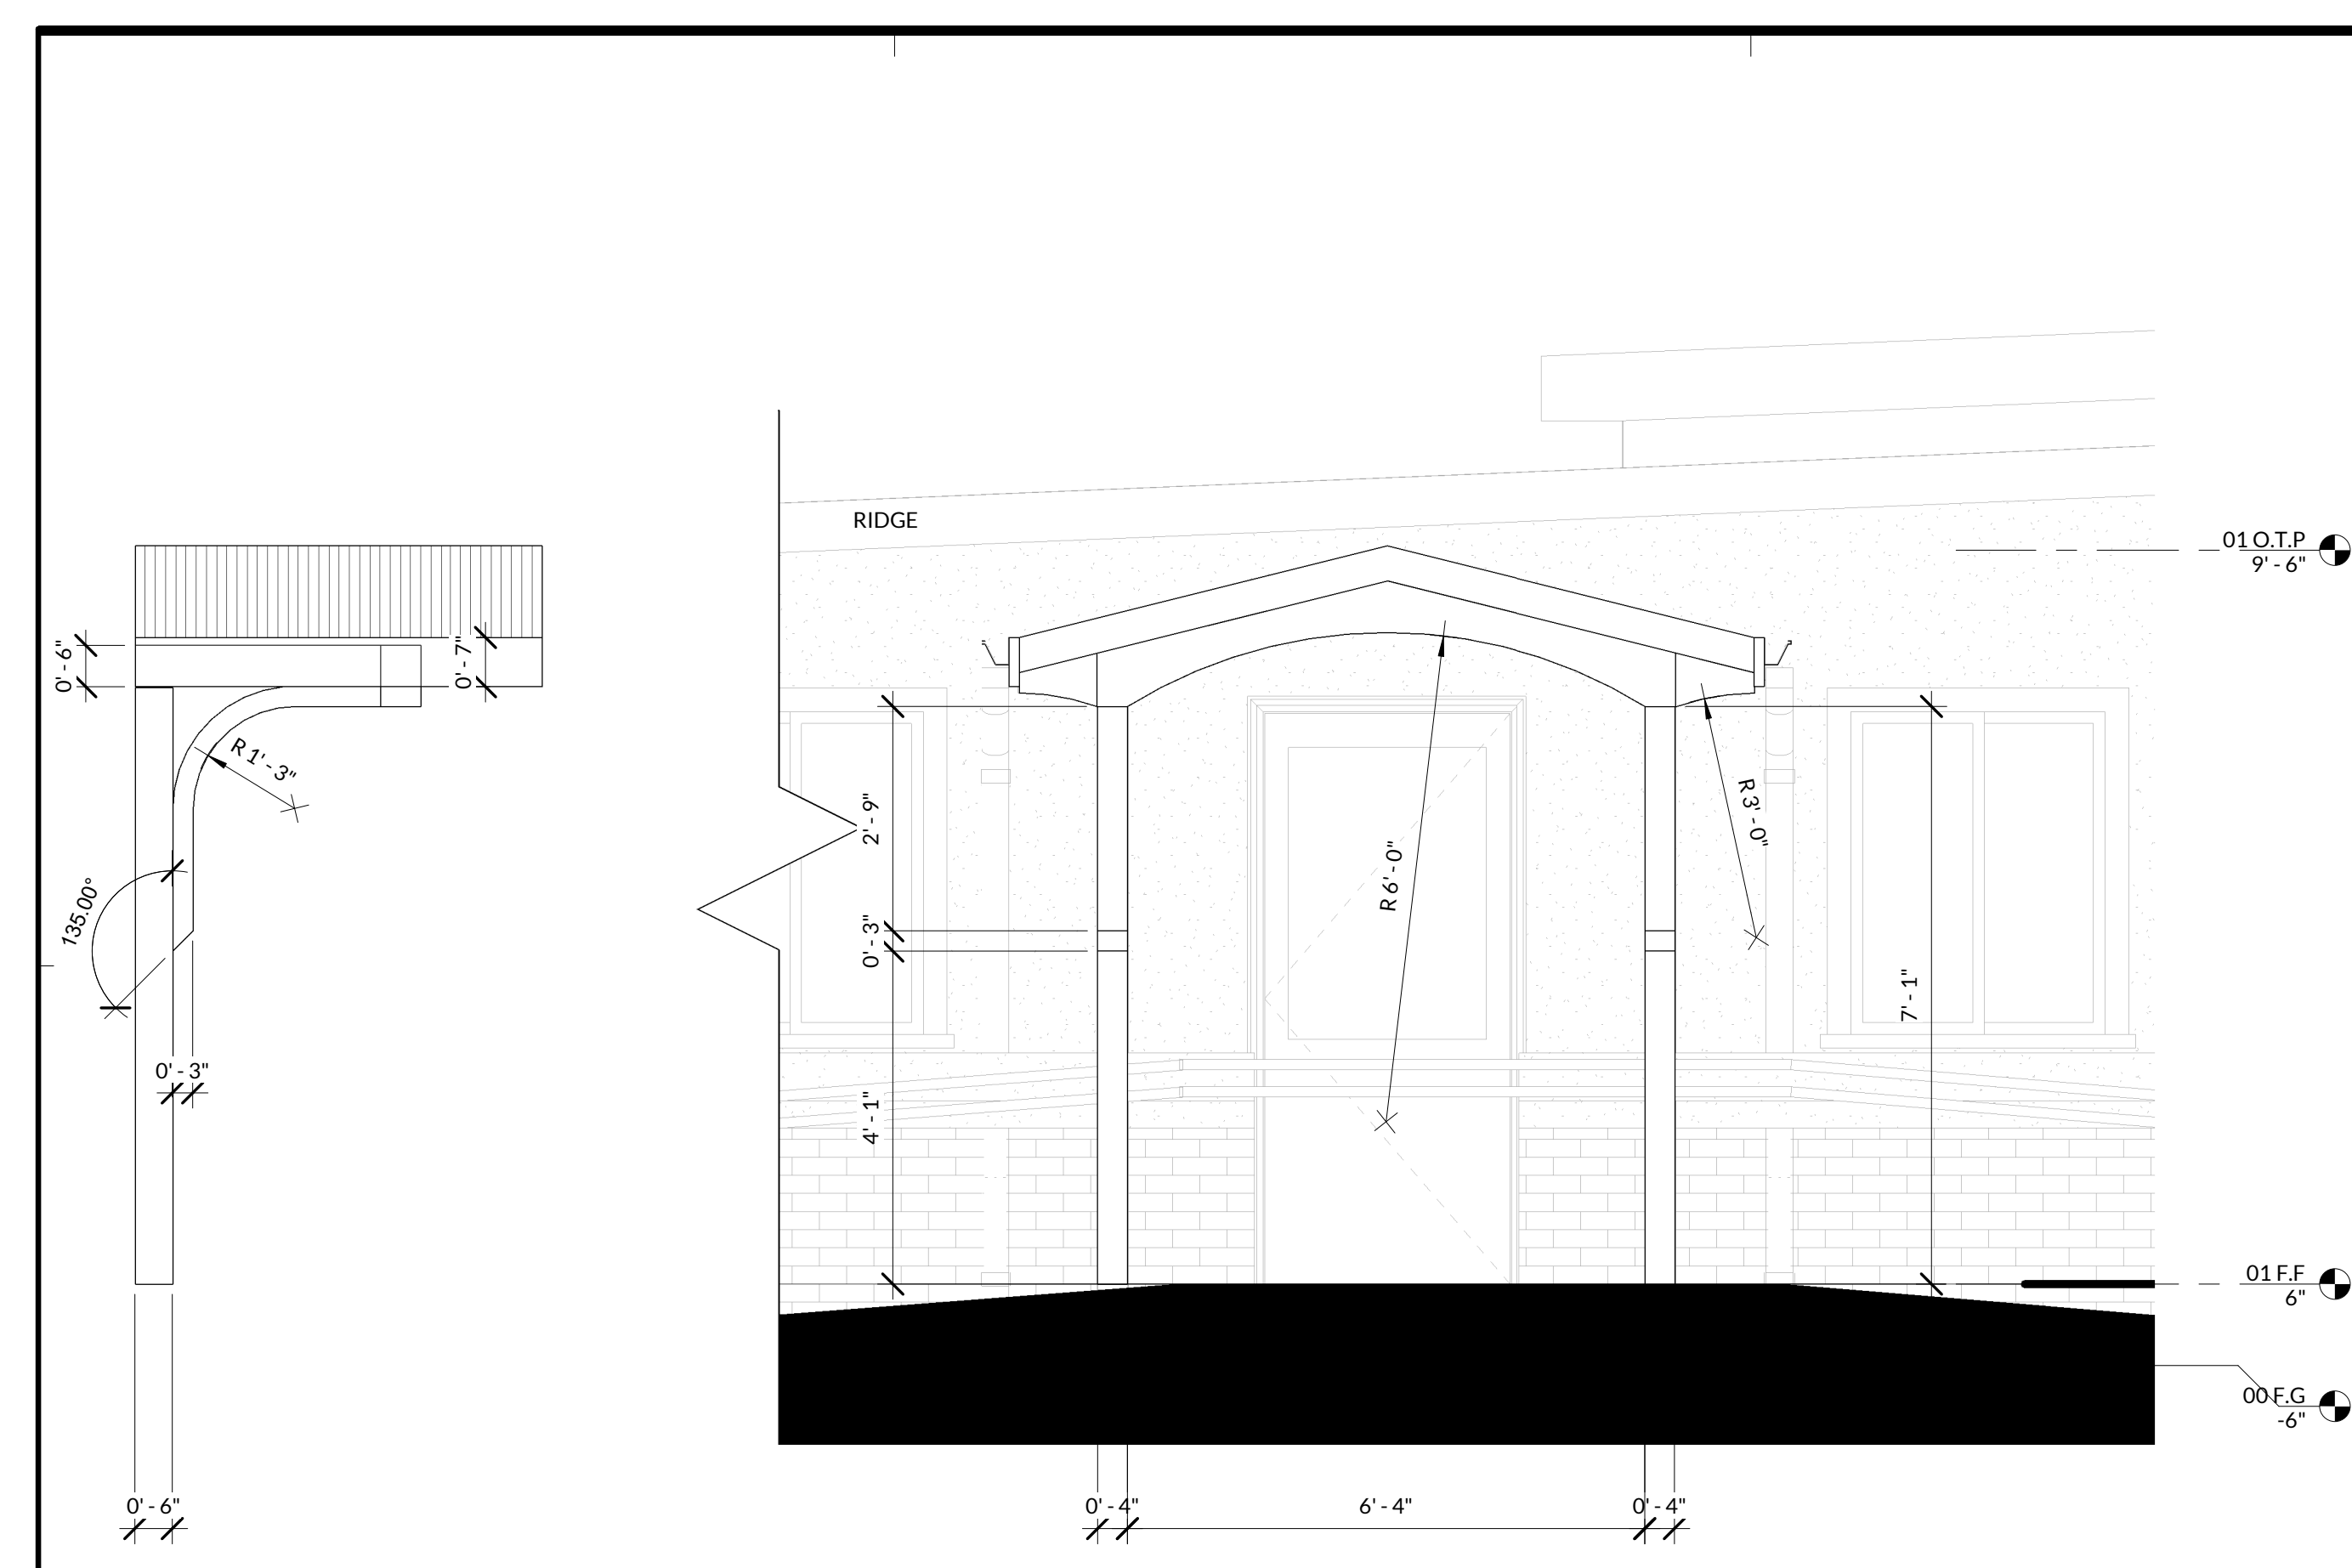 RIDGE
01 O.T.P
9' - 6"
0' - 6"
0' - 7"
R 1' - 3"
135.00°
0' - 3"
0' - 6"
2' - 9"
0' - 3"
4' - 1"
R 6' - 0"
R 3' - 0"
7' - 1"
01 F.F
6"
00 F.G
-6"
0' - 4"
6' - 4"
0' - 4"